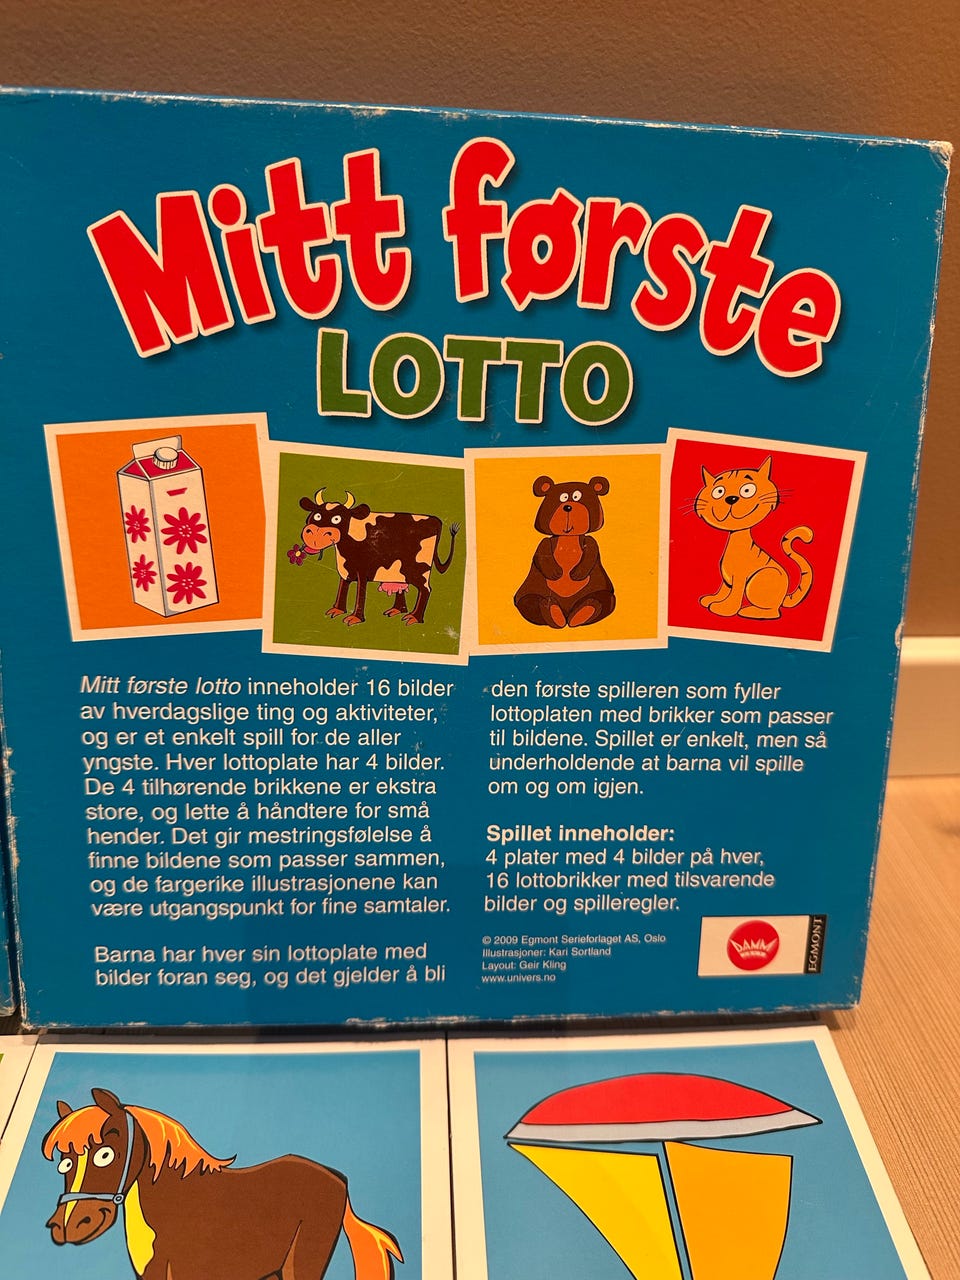 Mitt første
LOTTO
Mitt første lotto inneholder 16 bilder
av hverdagslige ting og aktiviteter,
og er et enkelt spill for de aller
yngste. Hver lottoplate har 4 bilder.
De 4 tilhørende brikkene er ekstra
store, og lette å håndtere for små
hender. Det gir mestringsfølelse å
finne bildene som passer sammen,
og de fargerike illustrasjonene kan
være utgangspunkt for fine samtaler.
Barna har hver sin lottoplate med
bilder foran seg, og det gjelder å bli
den første spilleren som fyller
lottoplaten med brikker som passer
til bildene. Spillet er enkelt, men så
underholdende at barna vil spille
om og om igjen.
Spillet inneholder:
4 plater med 4 bilder på hver,
16 lottobrikker med tilsvarende
bilder og spilleregler.
© 2009 Egmont Serieforlaget AS, Oslo
Illustrasjoner: Kari Sortland
Layout: Geir Kling
www.univers.no
DAMM
EGMONT